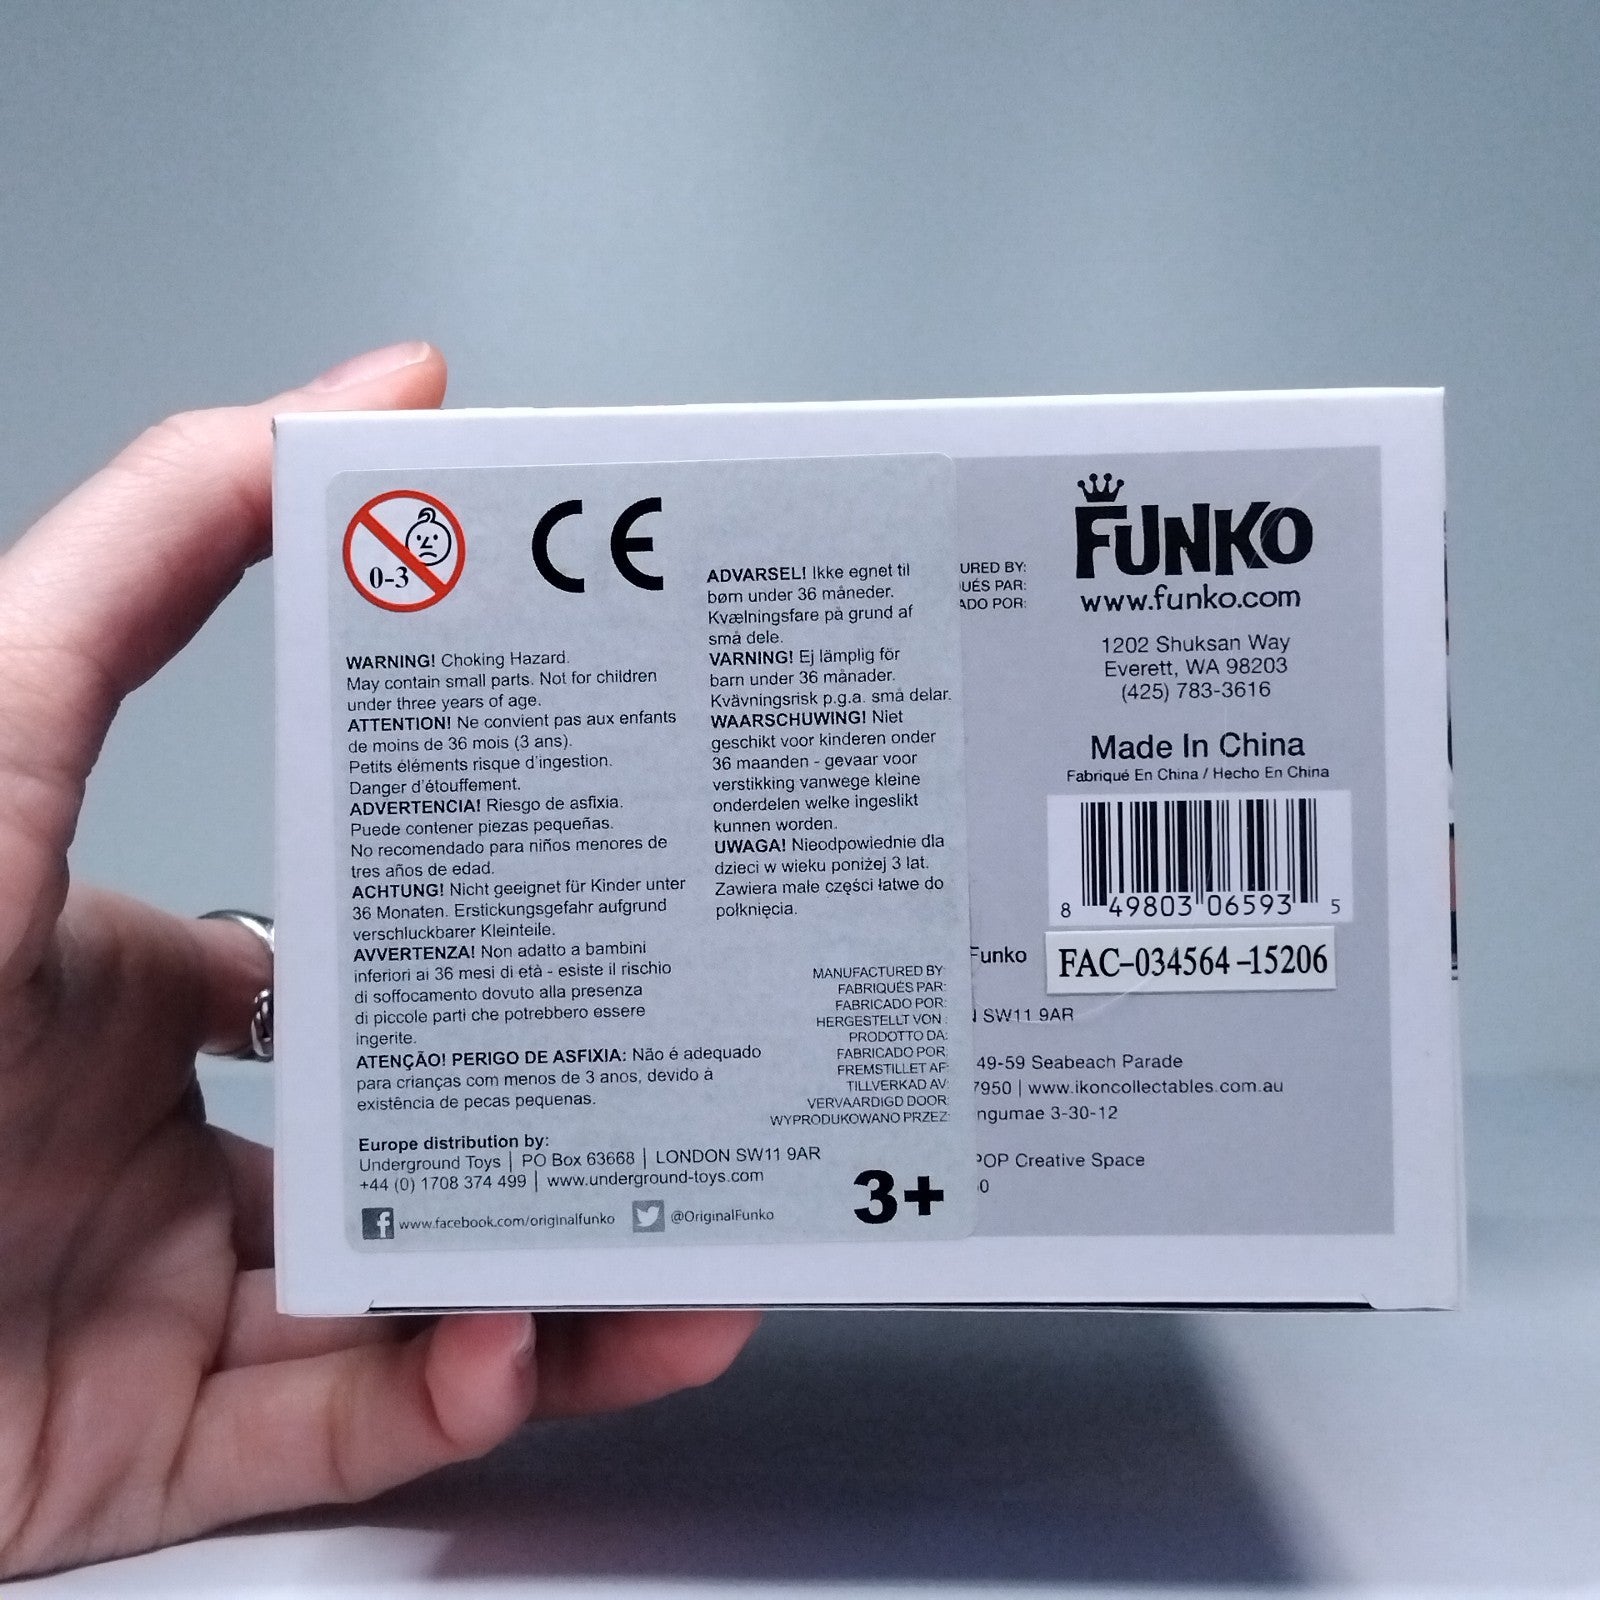 0-3
CE
WARNING! Choking Hazard.
May contain small parts. Not for children
under three years of age.
ATTENTION! Ne convient pas aux enfants
de moins de 36 mois (3 ans).
Petits éléments risque d'ingestion.
Danger d'étouffement.
ADVERTENCIA! Riesgo de asfixia.
Puede contener piezas pequeñas.
No recomendado para niños menores de
tres años de edad.
ACHTUNG! Nicht geeignet für Kinder unter
36 Monaten. Erstickungsgefahr aufgrund
verschluckbarer Kleinteile.
AVVERTENZA! Non adatto a bambini
inferiori ai 36 mesi di età - esiste il rischio
di soffocamento dovuto alla presenza
di piccole parti che potrebbero essere
ingerite.
ATENÇÃO! PERIGO DE ASFIXIA: Não é adequado
para crianças com menos de 3 anos, devido à
existência de pecas pequenas.
ADVARSEL! Ikke egnet til
børn under 36 måneder.
Kvælningsfare på grund af
små dele.
VARNING! Ej lämplig för
barn under 36 månader.
Kvävningsrisk p.g.a. små delar.
WAARSCHUWING! Niet
geschikt voor kinderen onder
36 maanden - gevaar voor
verstikking vanwege kleine
onderdelen welke ingeslikt
kunnen worden.
UWAGA! Nieodpowiednie dla
dzieci w wieku poniżej 3 lat.
Zawiera małe części łatwe do
połknięcia.
MANUFACTURED BY:
FABRIQUÉS PAR:
FABRICADO POR:
HERGESTELLT VON :
PRODOTTO DA:
FABRICADO POR:
FREMSTILLET AF:
TILLVERKAD AV:
VERVAARDIGD DOOR:
WYPRODUKOWANO PRZEZ:
Europe distribution by:
Underground Toys | PO Box 63668 | LONDON SW11 9AR
+44 (0) 1708 374 499 | www.underground-toys.com
www.facebook.com/originalfunko @OriginalFunko
3+
URED BY:
UÉS PAR:
ADO POR:
FUNKO
www.funko.com
1202 Shuksan Way
Everett, WA 98203
(425) 783-3616
Made In China
Fabriqué En China / Hecho En China
8 49803 06593 5
Funko
FAC-034564-15206
SW11 9AR
49-59 Seabeach Parade
7950 | www.ikoncollectables.com.au
ngumae 3-30-12
POP Creative Space
0